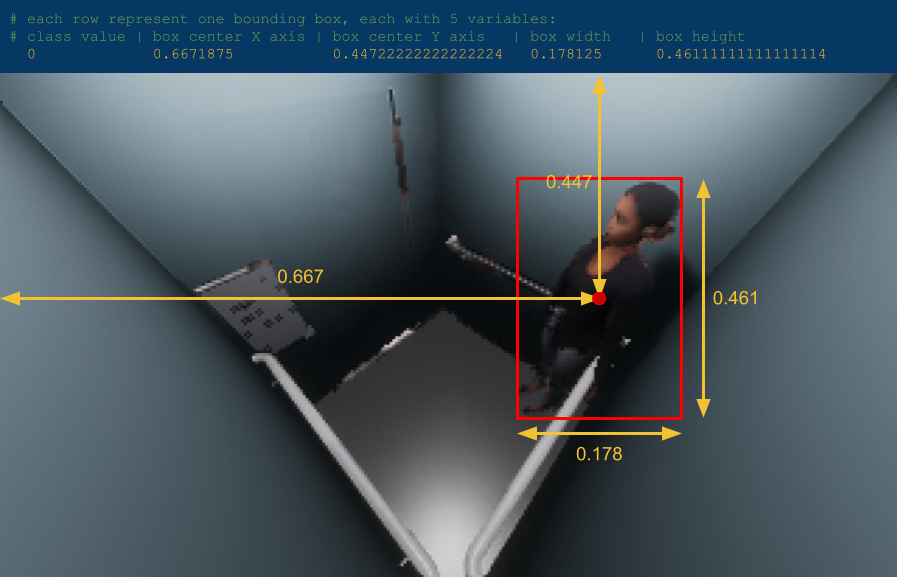 # each row represent one bounding box, each with 5 variables:
# class value | box center X axis | box center Y axis | box width | box height
0 0.6671875 0.44722222222222224 0.178125 0.46111111111111114
0.447
0.667
0.461
0.178